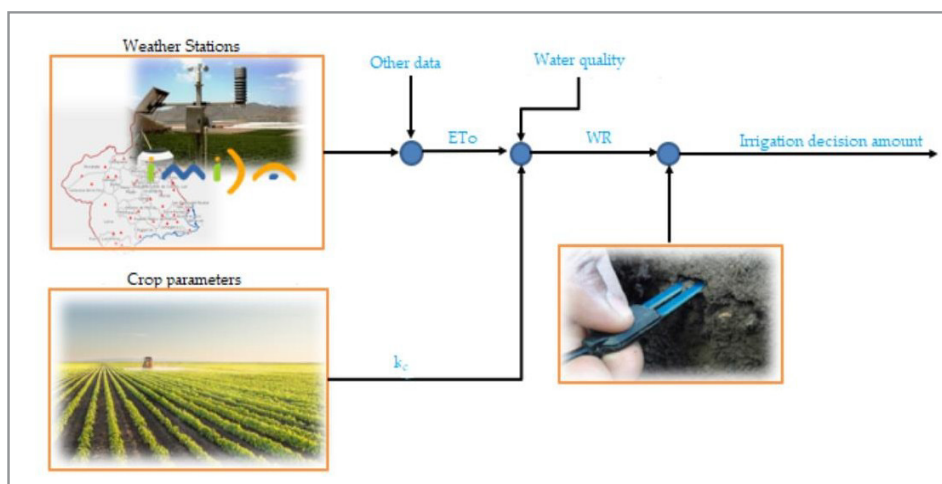 Weather Stations
Other data
Water quality
ETo
WR
Irrigation decision amount
imida
Crop parameters
kc